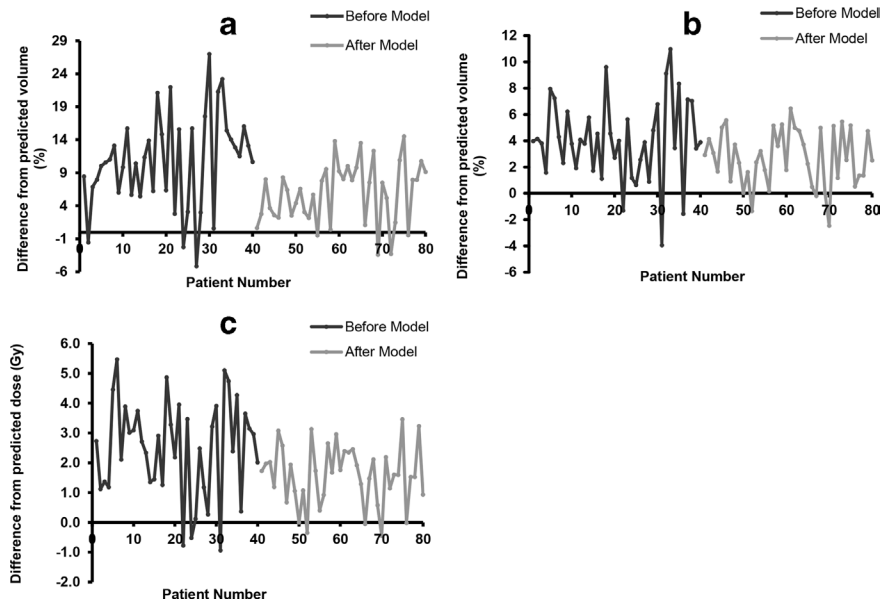 a
Before Model
After Model
Difference from predicted volume
(%)
29
24
19
14
9
4
-1
-6
0 10 20 30 40 50 60 70 80
Patient Number
b
Before Model
After Model
Difference from predicted volume
(%)
12
10
8
6
4
2
0
-2
-4
-6
0 10 20 30 40 50 60 70 80
Patient Number
c
Before Model
After Model
Difference from predicted dose (Gy)
6.0
5.0
4.0
3.0
2.0
1.0
0.0
-1.0
-2.0
0 10 20 30 40 50 60 70 80
Patient Number